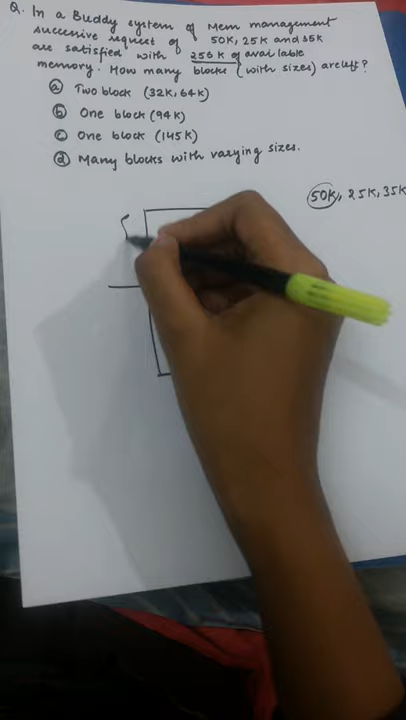 Q. In a Buddy system of Mem management
successive request of 50K, 25K and 35K
are satisfied with 256 K of available
memory. How many blocks (with sizes) are left?
(a) Two block (32K, 64K)
(b) One block (94K)
(c) One block (145K)
(d) Many blocks with varying sizes.
50K, 25K, 35K